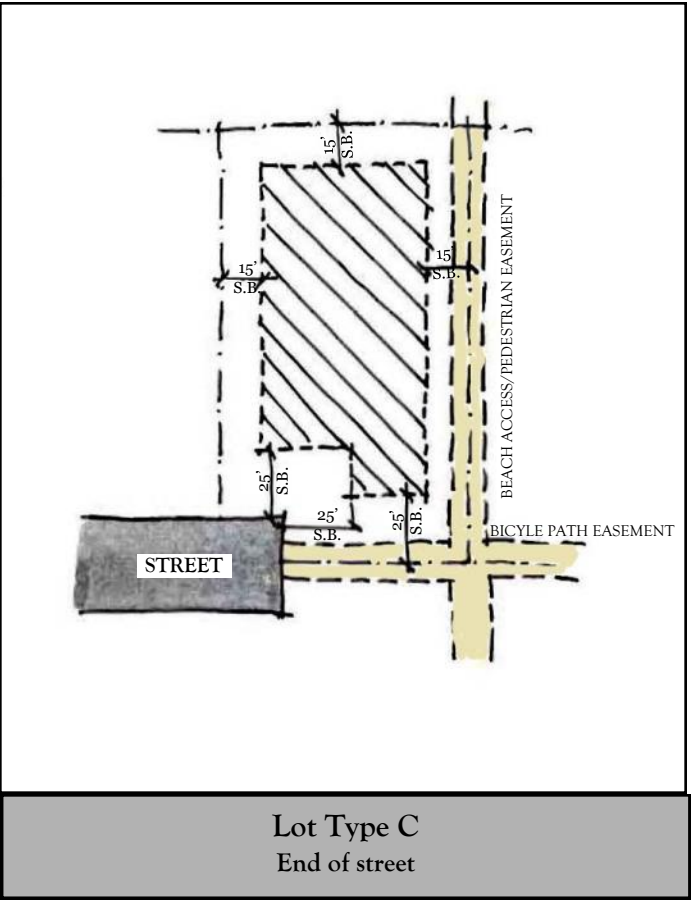 15'
S.B.
15'
S.B.
15'
S.B.
BEACH ACCESS/PEDESTRIAN EASEMENT
25'
S.B.
25'
S.B.
25'
S.B.
BICYLE PATH EASEMENT
STREET
Lot Type C
End of street